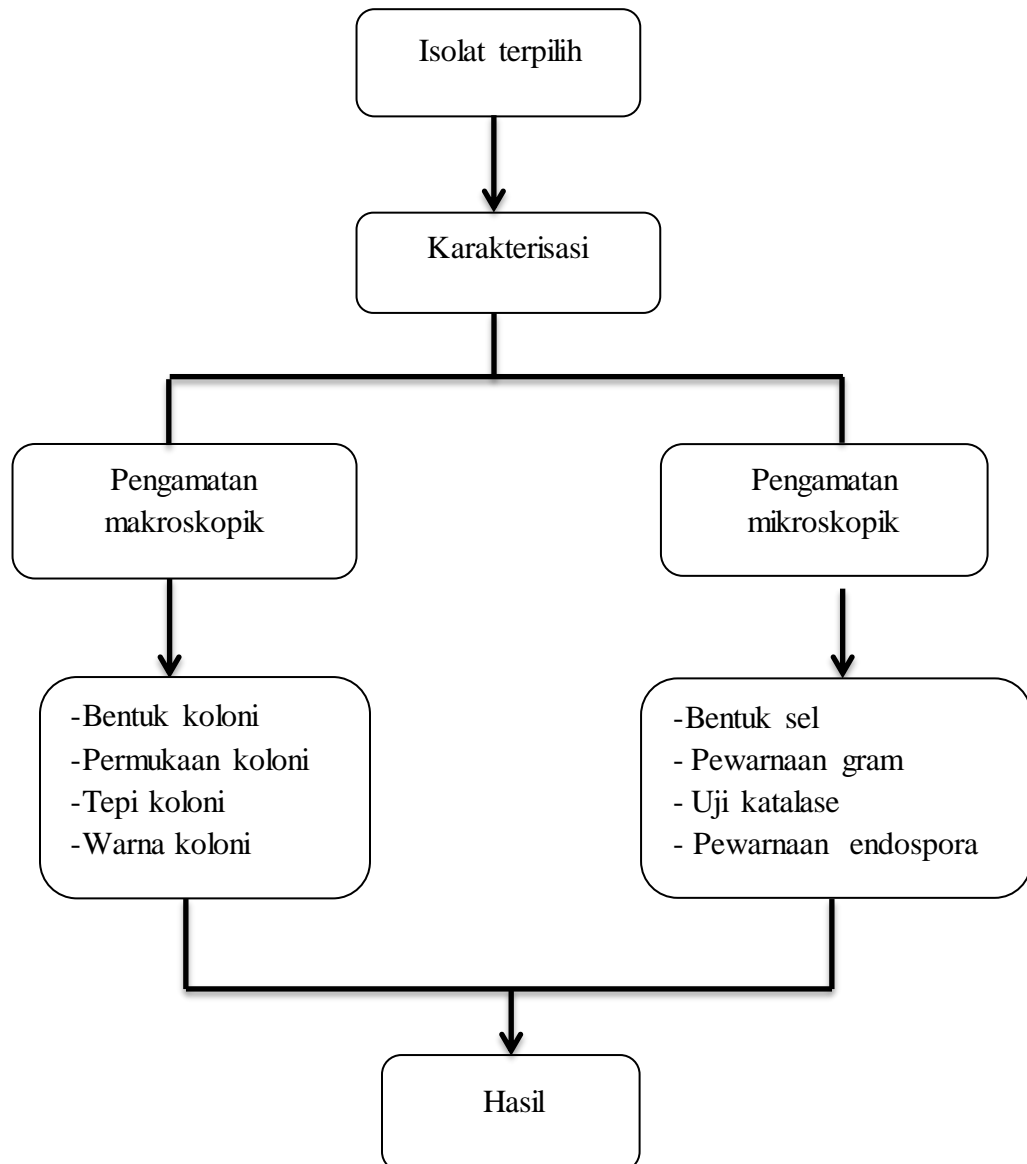 Isolat terpilih
Karakterisasi
Pengamatan
makroskopik
Pengamatan
mikroskopik
-Bentuk koloni
-Permukaan koloni
-Tepi koloni
-Warna koloni
-Bentuk sel
- Pewarnaan gram
- Uji katalase
- Pewarnaan endospora
Hasil